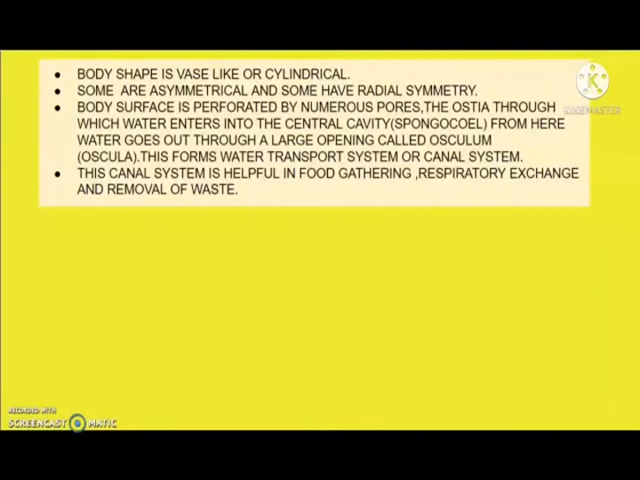 ● BODY SHAPE IS VASE LIKE OR CYLINDRICAL.
● SOME ARE ASYMMETRICAL AND SOME HAVE RADIAL SYMMETRY.
● BODY SURFACE IS PERFORATED BY NUMEROUS PORES,THE OSTIA THROUGH
WHICH WATER ENTERS INTO THE CENTRAL CAVITY(SPONGOCOEL) FROM HERE
WATER GOES OUT THROUGH A LARGE OPENING CALLED OSCULUM
(OSCULA).THIS FORMS WATER TRANSPORT SYSTEM OR CANAL SYSTEM.
● THIS CANAL SYSTEM IS HELPFUL IN FOOD GATHERING ,RESPIRATORY EXCHANGE
AND REMOVAL OF WASTE.
K
KINEMASTER
RECORDED WITH
SCREENCAST MATIC